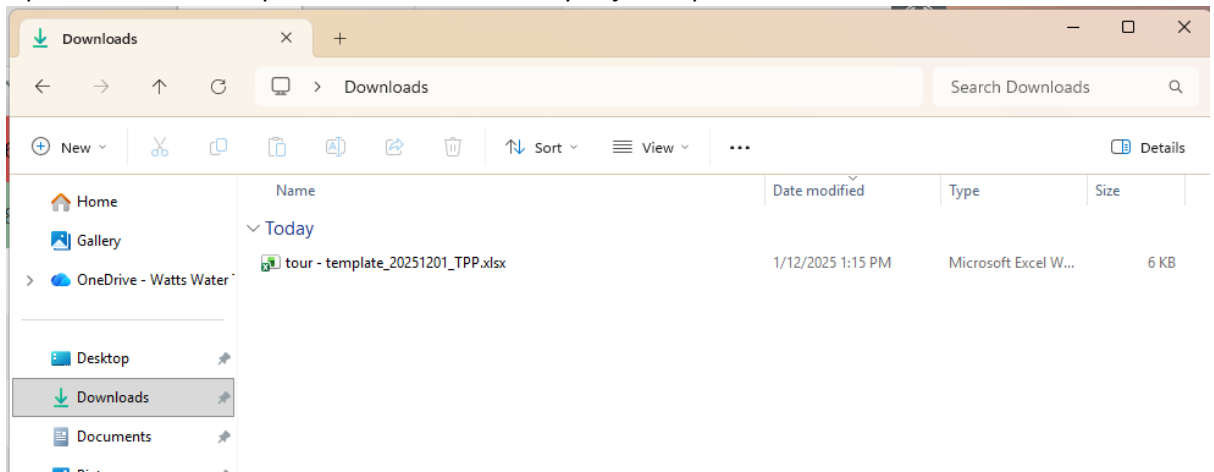 Downloads
Downloads
Search Downloads
New
Sort
View
Details
Name
Date modified
Type
Size
Home
Gallery
OneDrive - Watts Water
Today
tour - template_20251201_TPP.xlsx
1/12/2025 1:15 PM
Microsoft Excel W...
6 KB
Desktop
Downloads
Documents